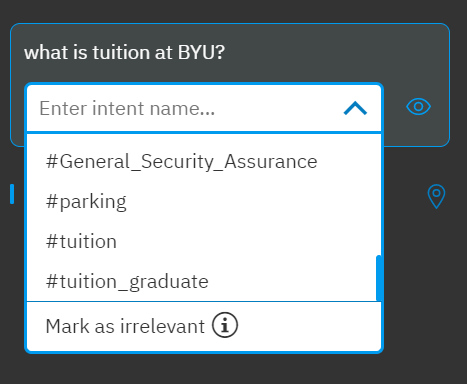 what is tuition at BYU?
Enter intent name...
#General_Security_Assurance
#parking
#tuition
#tuition_graduate
Mark as irrelevant